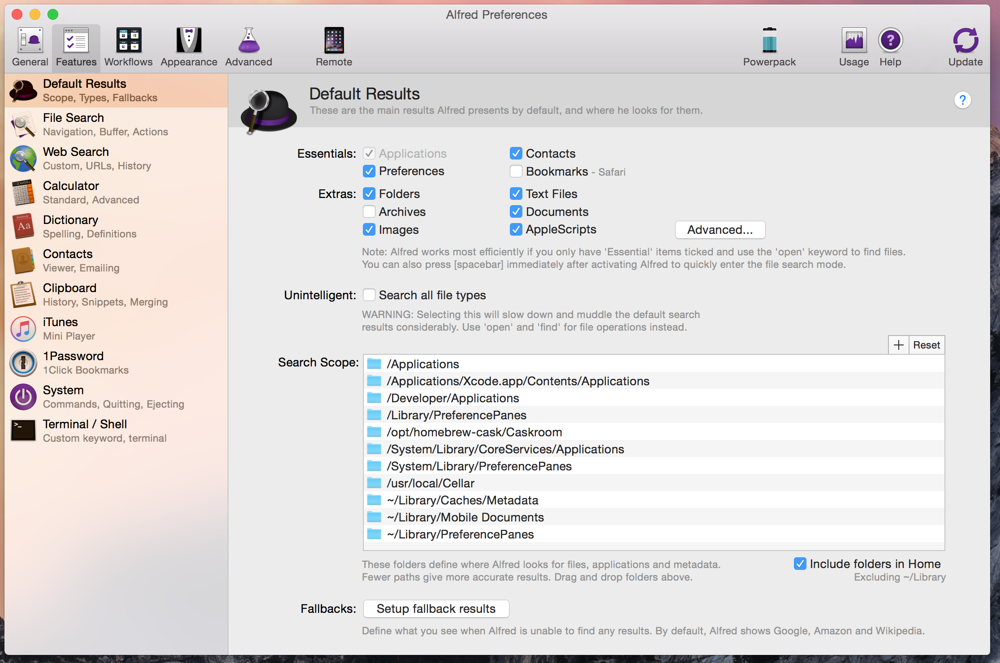 Alfred Preferences
General
Features
Workflows
Appearance
Advanced
Remote
Powerpack
Usage
Help
Update
Default Results
Scope, Types, Fallbacks
File Search
Navigation, Buffer, Actions
Web Search
Custom, URLs, History
3.141593
Calculator
Standard, Advanced
Dictionary
Aa
Dictionary
Spelling, Definitions
Contacts
Viewer, Emailing
Clipboard
History, Snippets, Merging
iTunes
Mini Player
1Password
1Click Bookmarks
System
Commands, Quitting, Ejecting
>_
Terminal / Shell
Custom keyword, terminal
Default Results
These are the main results Alfred presents by default, and where he looks for them.
?
Essentials:
Applications
Contacts
Preferences
Bookmarks - Safari
Extras:
Folders
Text Files
Archives
Documents
Images
AppleScripts
Advanced...
Note: Alfred works most efficiently if you only have 'Essential' items ticked and use the 'open' keyword to find files.
You can also press [spacebar] immediately after activating Alfred to quickly enter the file search mode.
Unintelligent:
Search all file types
WARNING: Selecting this will slow down and muddle the default search
results considerably. Use 'open' and 'find' for file operations instead.
+
Reset
Search Scope:
/Applications
/Applications/Xcode.app/Contents/Applications
/Developer/Applications
/Library/PreferencePanes
/opt/homebrew-cask/Caskroom
/System/Library/CoreServices/Applications
/System/Library/PreferencePanes
/usr/local/Cellar
~/Library/Caches/Metadata
~/Library/Mobile Documents
~/Library/PreferencePanes
These folders define where Alfred looks for files, applications and metadata.
Fewer paths give more accurate results. Drag and drop folders above.
Include folders in Home
Excluding ~/Library
Fallbacks:
Setup fallback results
Define what you see when Alfred is unable to find any results. By default, Alfred shows Google, Amazon and Wikipedia.